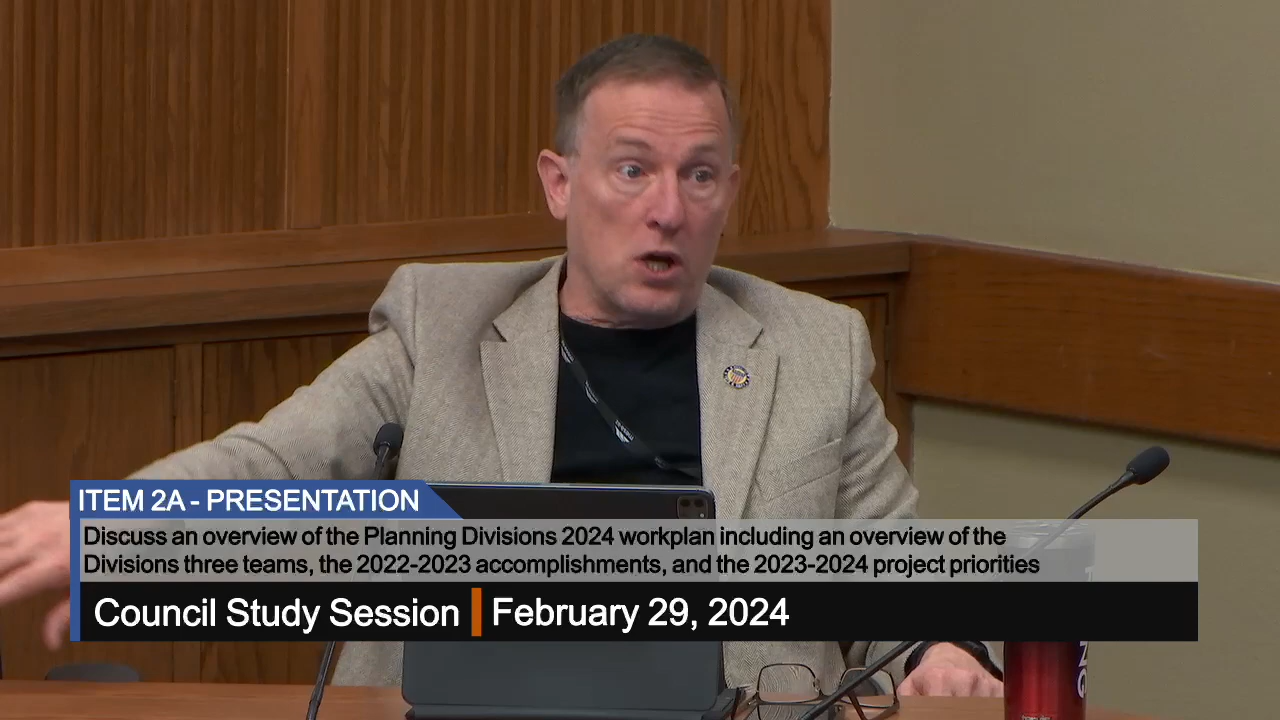 ITEM 2A - PRESENTATION
Discuss an overview of the Planning Divisions 2024 workplan including an overview of the
Divisions three teams, the 2022-2023 accomplishments, and the 2023-2024 project priorities
Council Study Session
February 29, 2024
NG